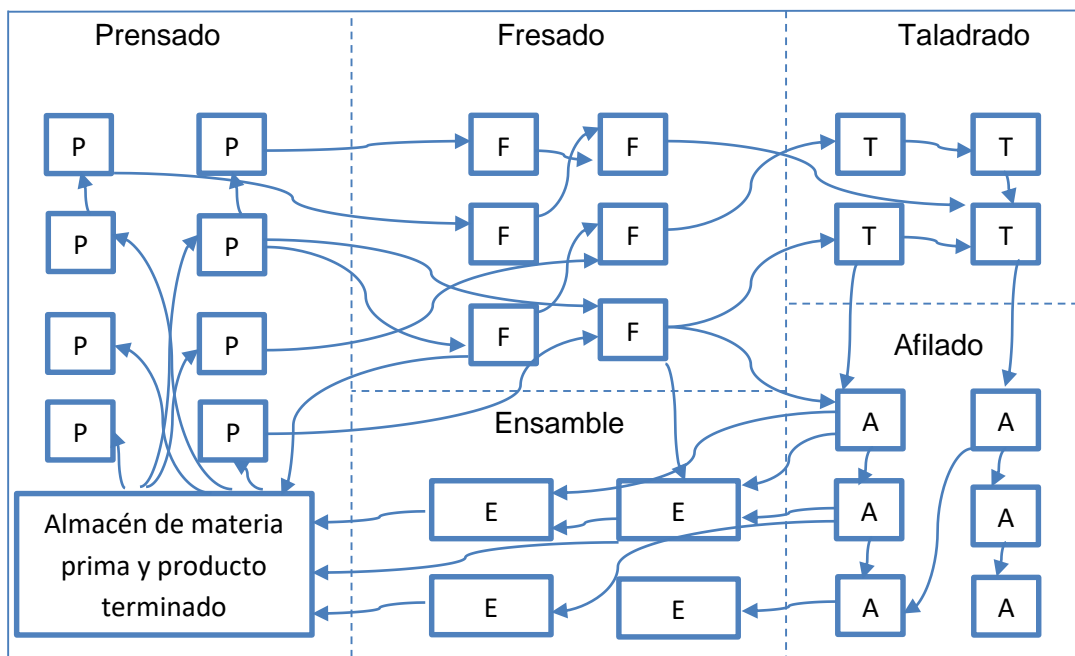 Prensado
Fresado
Taladrado
P
P
F
F
T
T
P
P
F
F
T
T
P
P
F
F
Afilado
P
P
Ensamble
A
A
Almacén de materia
prima y producto
terminado
E
E
A
A
E
E
A
A